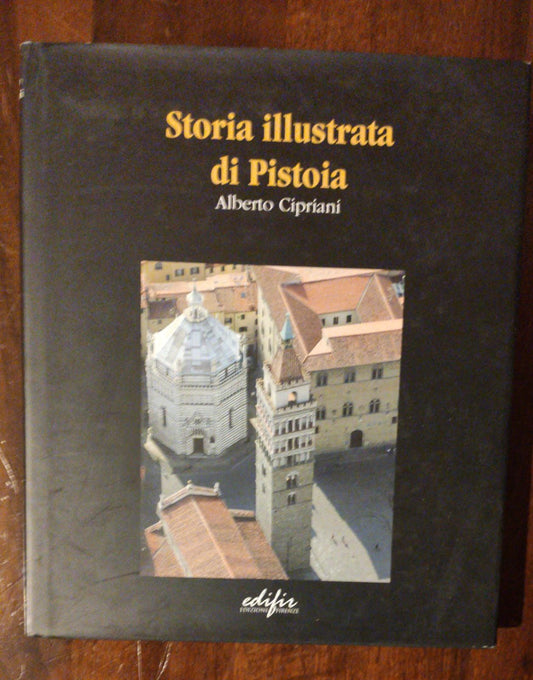 Storia illustrata
di Pistoia
Alberto Cipriani
edifir
EDIZIONI FIRENZE